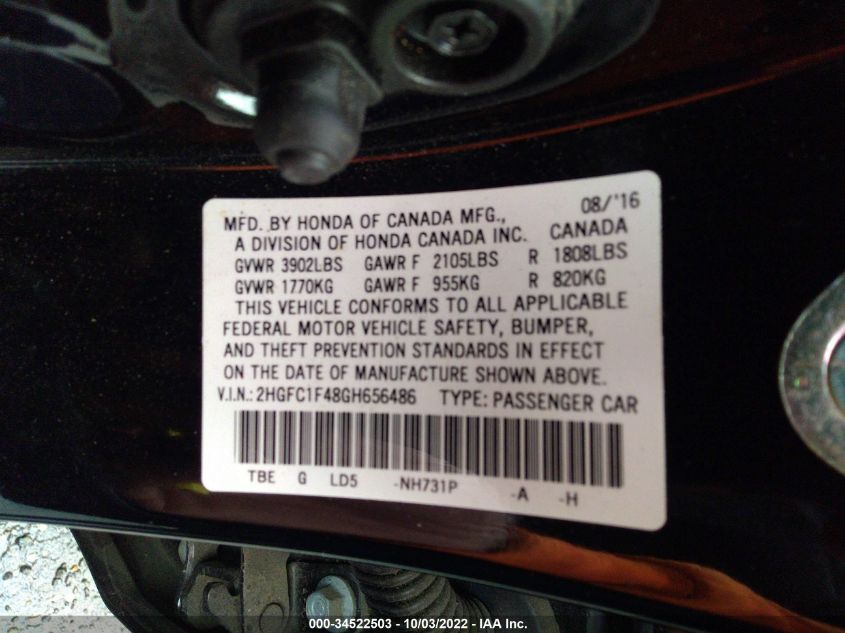 08/'16
MFD. BY HONDA OF CANADA MFG.,
A DIVISION OF HONDA CANADA INC. CANADA
GVWR 3902LBS GAWR F 2105LBS R 1808LBS
GVWR 1770KG GAWR F 955KG R 820KG
THIS VEHICLE CONFORMS TO ALL APPLICABLE
FEDERAL MOTOR VEHICLE SAFETY, BUMPER,
AND THEFT PREVENTION STANDARDS IN EFFECT
ON THE DATE OF MANUFACTURE SHOWN ABOVE.
V.I.N.: 2HGFC1F48GH656486 TYPE: PASSENGER CAR
TBE G LD5 -NH731P -A -H
000-34522503 - 10/03/2022 - IAA Inc.